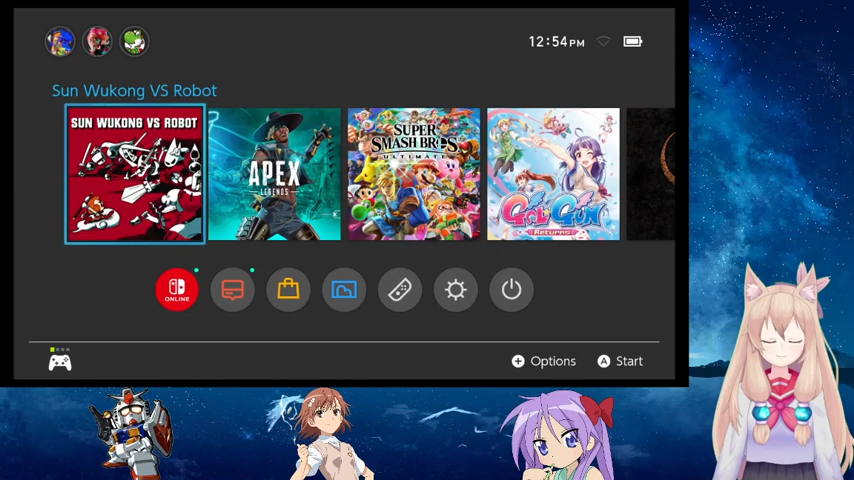 12:54PM
Sun Wukong VS Robot
SUN WUKONG VS ROBOT
APEX
LEGENDS
SUPER
SMASH BROS.
ULTIMATE
GAL GUN
Returns
ONLINE
Options
A
Start